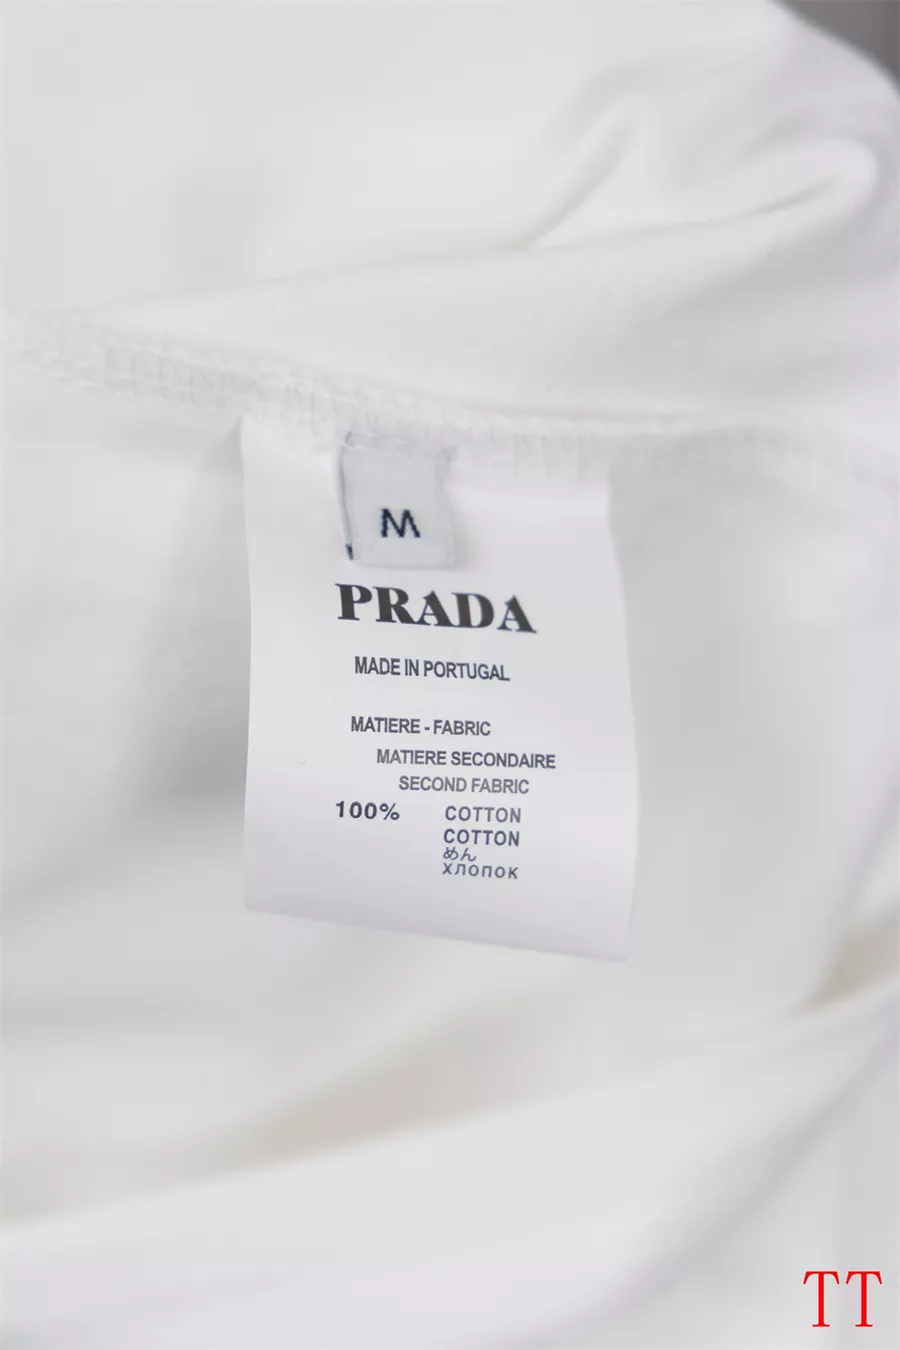 M
PRADA
MADE IN PORTUGAL
MATIERE - FABRIC
MATIERE SECONDAIRE
SECOND FABRIC
100% COTTON
COTTON
めん
хлопок
TT